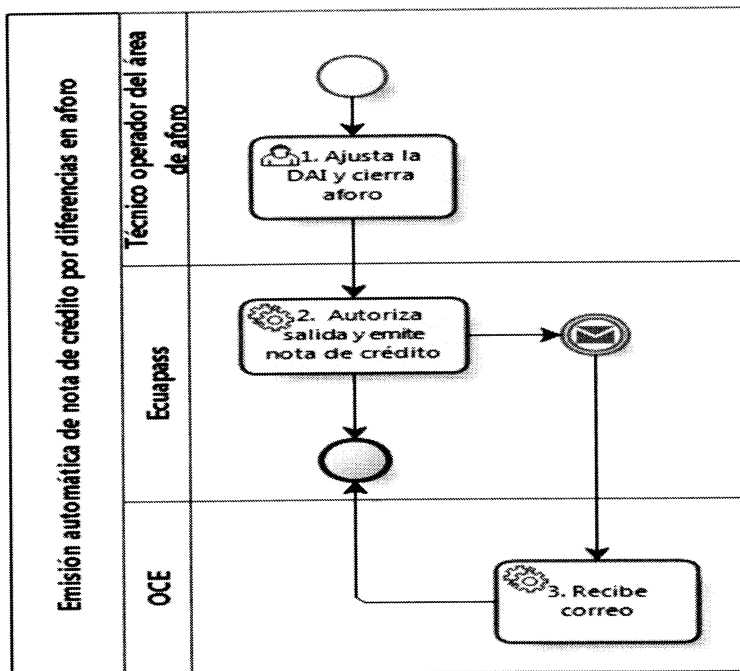 Emisión automática de nota de crédito por diferencias en aforo
Técnico operador del área
de aforo
1. Ajusta la
DAI y cierra
aforo
Ecuapass
2. Autoriza
salida y emite
nota de crédito
OCE
3. Recibe
correo